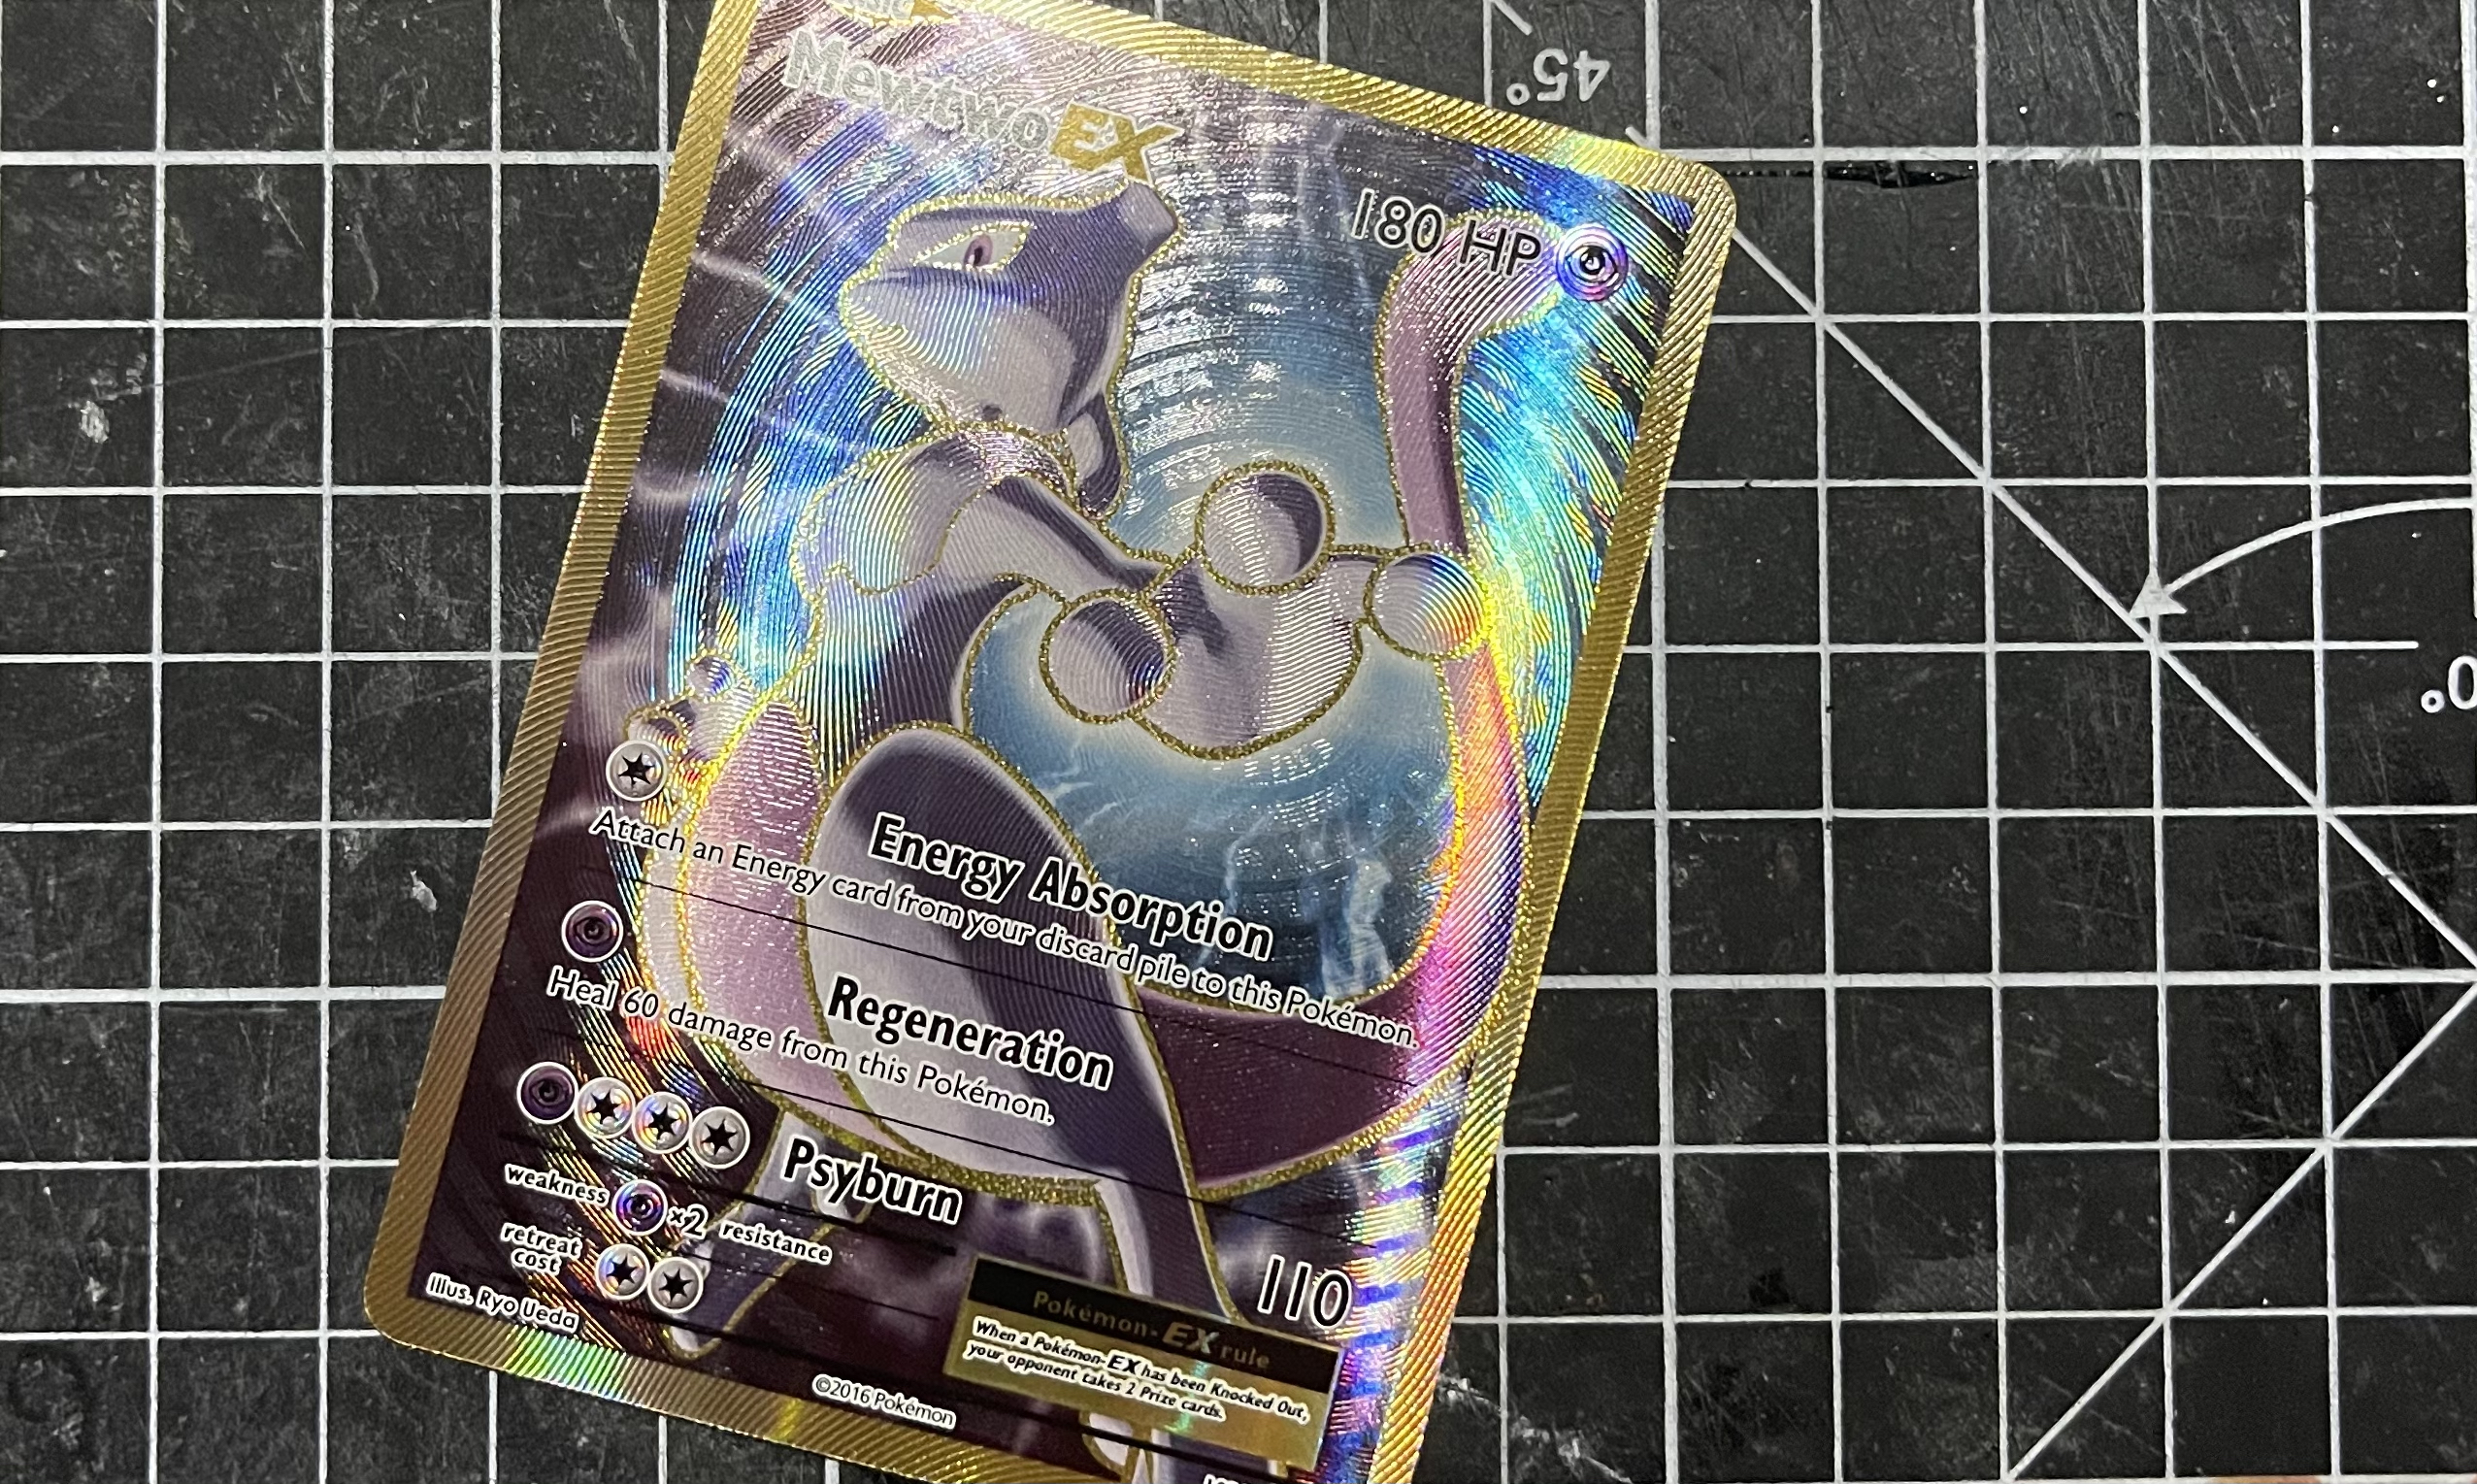 Mewtwo EX
180 HP
Energy Absorption
Attach an Energy card from your discard pile to this Pokémon.
Regeneration
Heal 60 damage from this Pokémon.
Psyburn
110
weakness ×2 resistance
retreat
cost
Illus. Ryo Ueda
Pokémon-EX rule
When a Pokémon-EX has been Knocked Out,
your opponent takes 2 Prize cards.
©2016 Pokémon
45°
0°